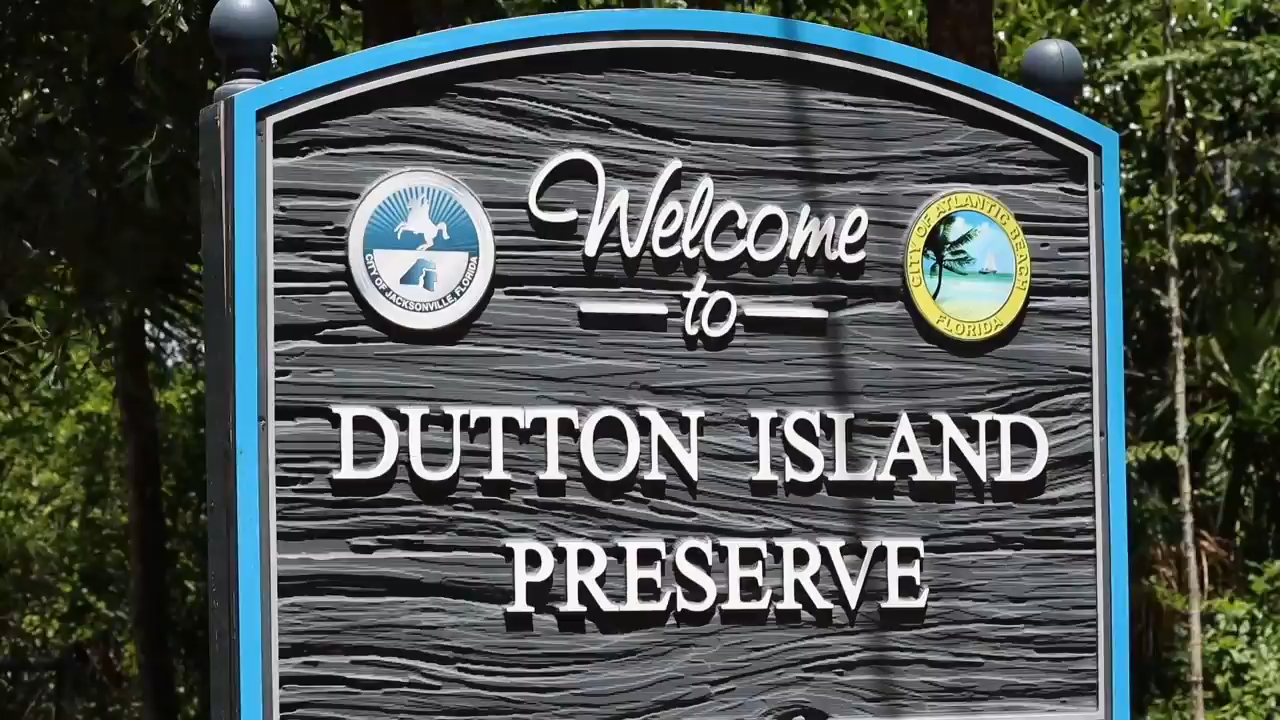 Welcome
to
CITY OF JACKSONVILLE, FLORIDA
CITY OF ATLANTIC BEACH
FLORIDA
DUTTON ISLAND
PRESERVE